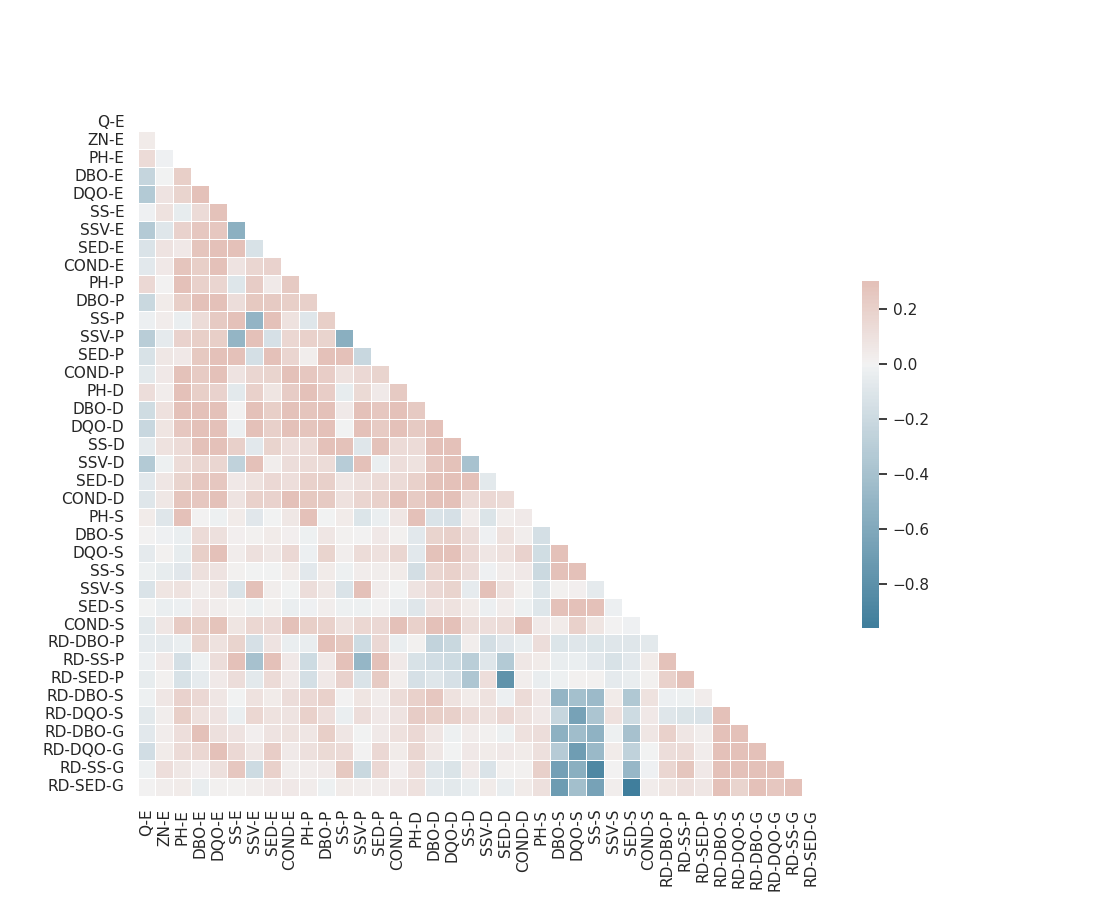 Q-E
ZN-E
PH-E
DBO-E
DQO-E
SS-E
SSV-E
SED-E
COND-E
PH-P
DBO-P
SS-P
SSV-P
SED-P
COND-P
PH-D
DBO-D
DQO-D
SS-D
SSV-D
SED-D
COND-D
PH-S
DBO-S
DQO-S
SS-S
SSV-S
SED-S
COND-S
RD-DBO-P
RD-SS-P
RD-SED-P
RD-DBO-S
RD-DQO-S
RD-DBO-G
RD-DQO-G
RD-SS-G
RD-SED-G
Q-E
ZN-E
PH-E
DBO-E
DQO-E
SS-E
SSV-E
SED-E
COND-E
PH-P
DBO-P
SS-P
SSV-P
SED-P
COND-P
PH-D
DBO-D
DQO-D
SS-D
SSV-D
SED-D
COND-D
PH-S
DBO-S
DQO-S
SS-S
SSV-S
SED-S
COND-S
RD-DBO-P
RD-SS-P
RD-SED-P
RD-DBO-S
RD-DQO-S
RD-DBO-G
RD-DQO-G
RD-SS-G
RD-SED-G
0.2
0.0
−0.2
−0.4
−0.6
−0.8